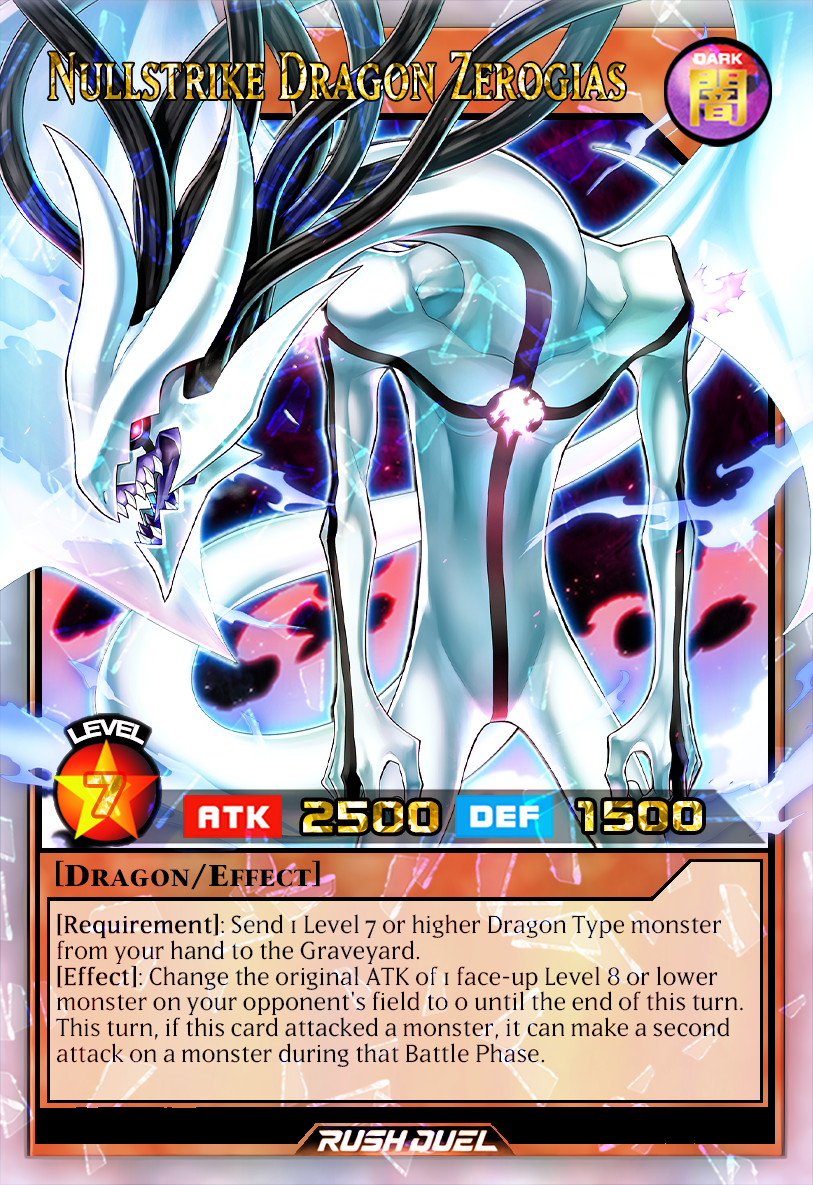 Nullstrike Dragon Zerogias
DARK
闇
LEVEL
7
ATK 2500 DEF 1500
[Dragon/Effect]
[Requirement]: Send 1 Level 7 or higher Dragon Type monster
from your hand to the Graveyard.
[Effect]: Change the original ATK of 1 face-up Level 8 or lower
monster on your opponent's field to 0 until the end of this turn.
This turn, if this card attacked a monster, it can make a second
attack on a monster during that Battle Phase.
RUSH DUEL